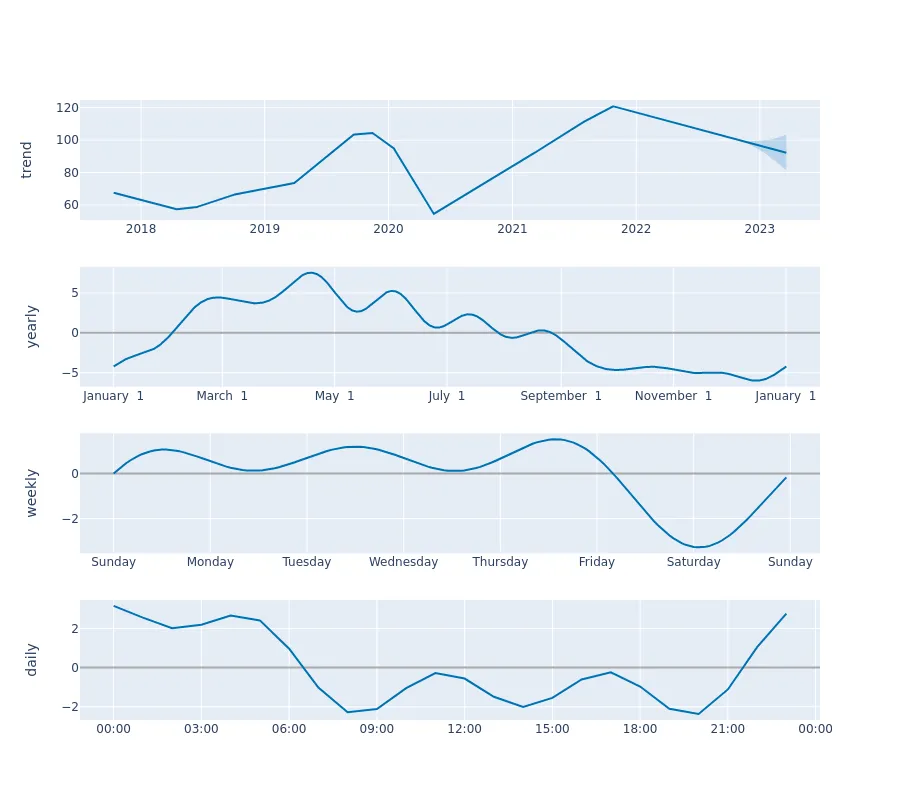 trend
120
100
80
60
2018 2019 2020 2021 2022 2023
yearly
5
0
−5
January 1 March 1 May 1 July 1 September 1 November 1 January 1
weekly
0
−2
Sunday Monday Tuesday Wednesday Thursday Friday Saturday Sunday
daily
2
0
−2
00:00 03:00 06:00 09:00 12:00 15:00 18:00 21:00 00:00